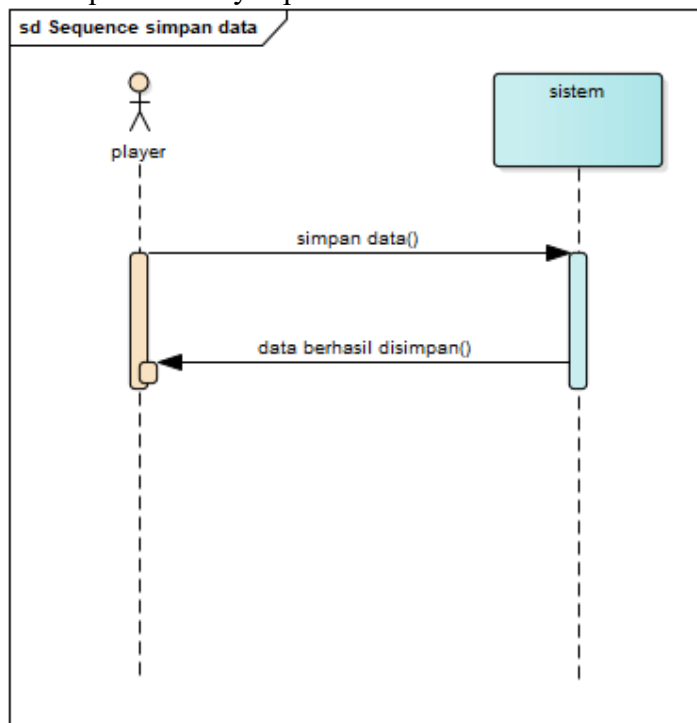 sd Sequence simpan data
player
sistem
simpan data()
data berhasil disimpan()